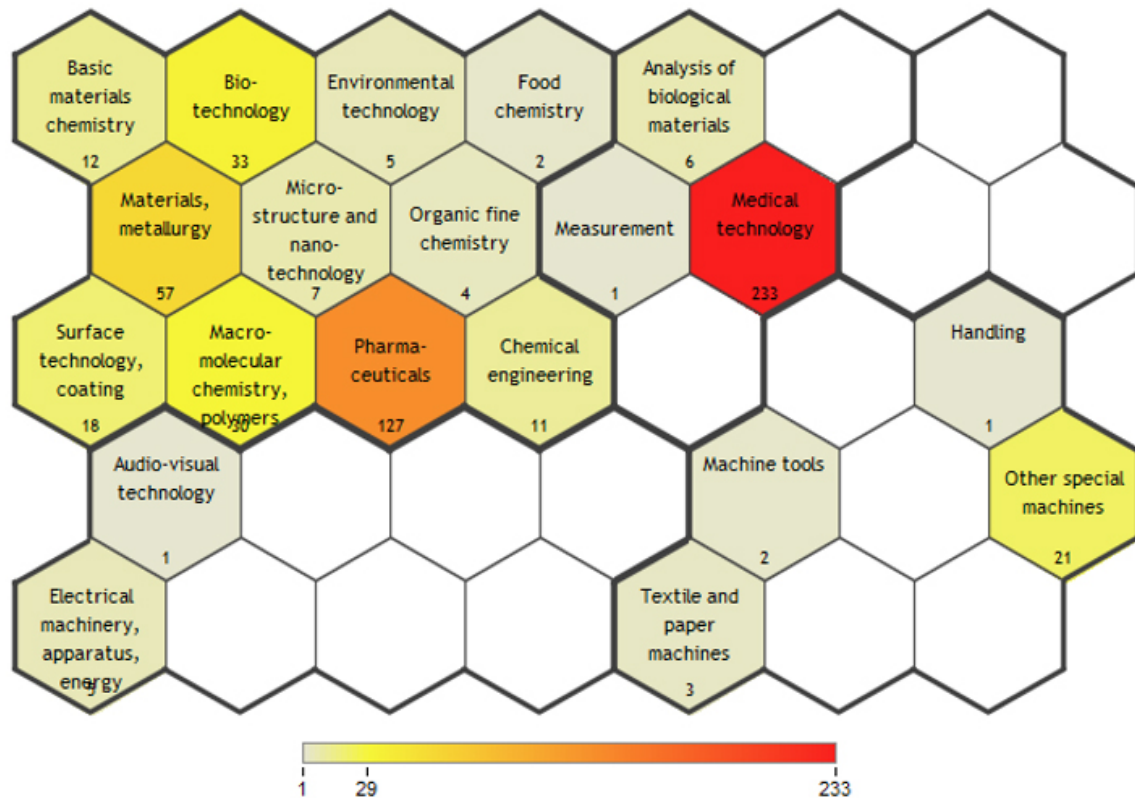 Basic
materials
chemistry
12
Bio-
technology
33
Environmental
technology
5
Food
chemistry
2
Analysis of
biological
materials
6
Materials,
metallurgy
57
Micro-
structure and
nano-
technology
7
Organic fine
chemistry
4
Measurement
1
Medical
technology
233
Surface
technology,
coating
18
Macro-
molecular
chemistry,
polymers
30
Pharma-
ceuticals
127
Chemical
engineering
11
Handling
1
Audio-visual
technology
1
Machine tools
2
Other special
machines
21
Electrical
machinery,
apparatus,
energy
5
Textile and
paper
machines
3
1
29
233